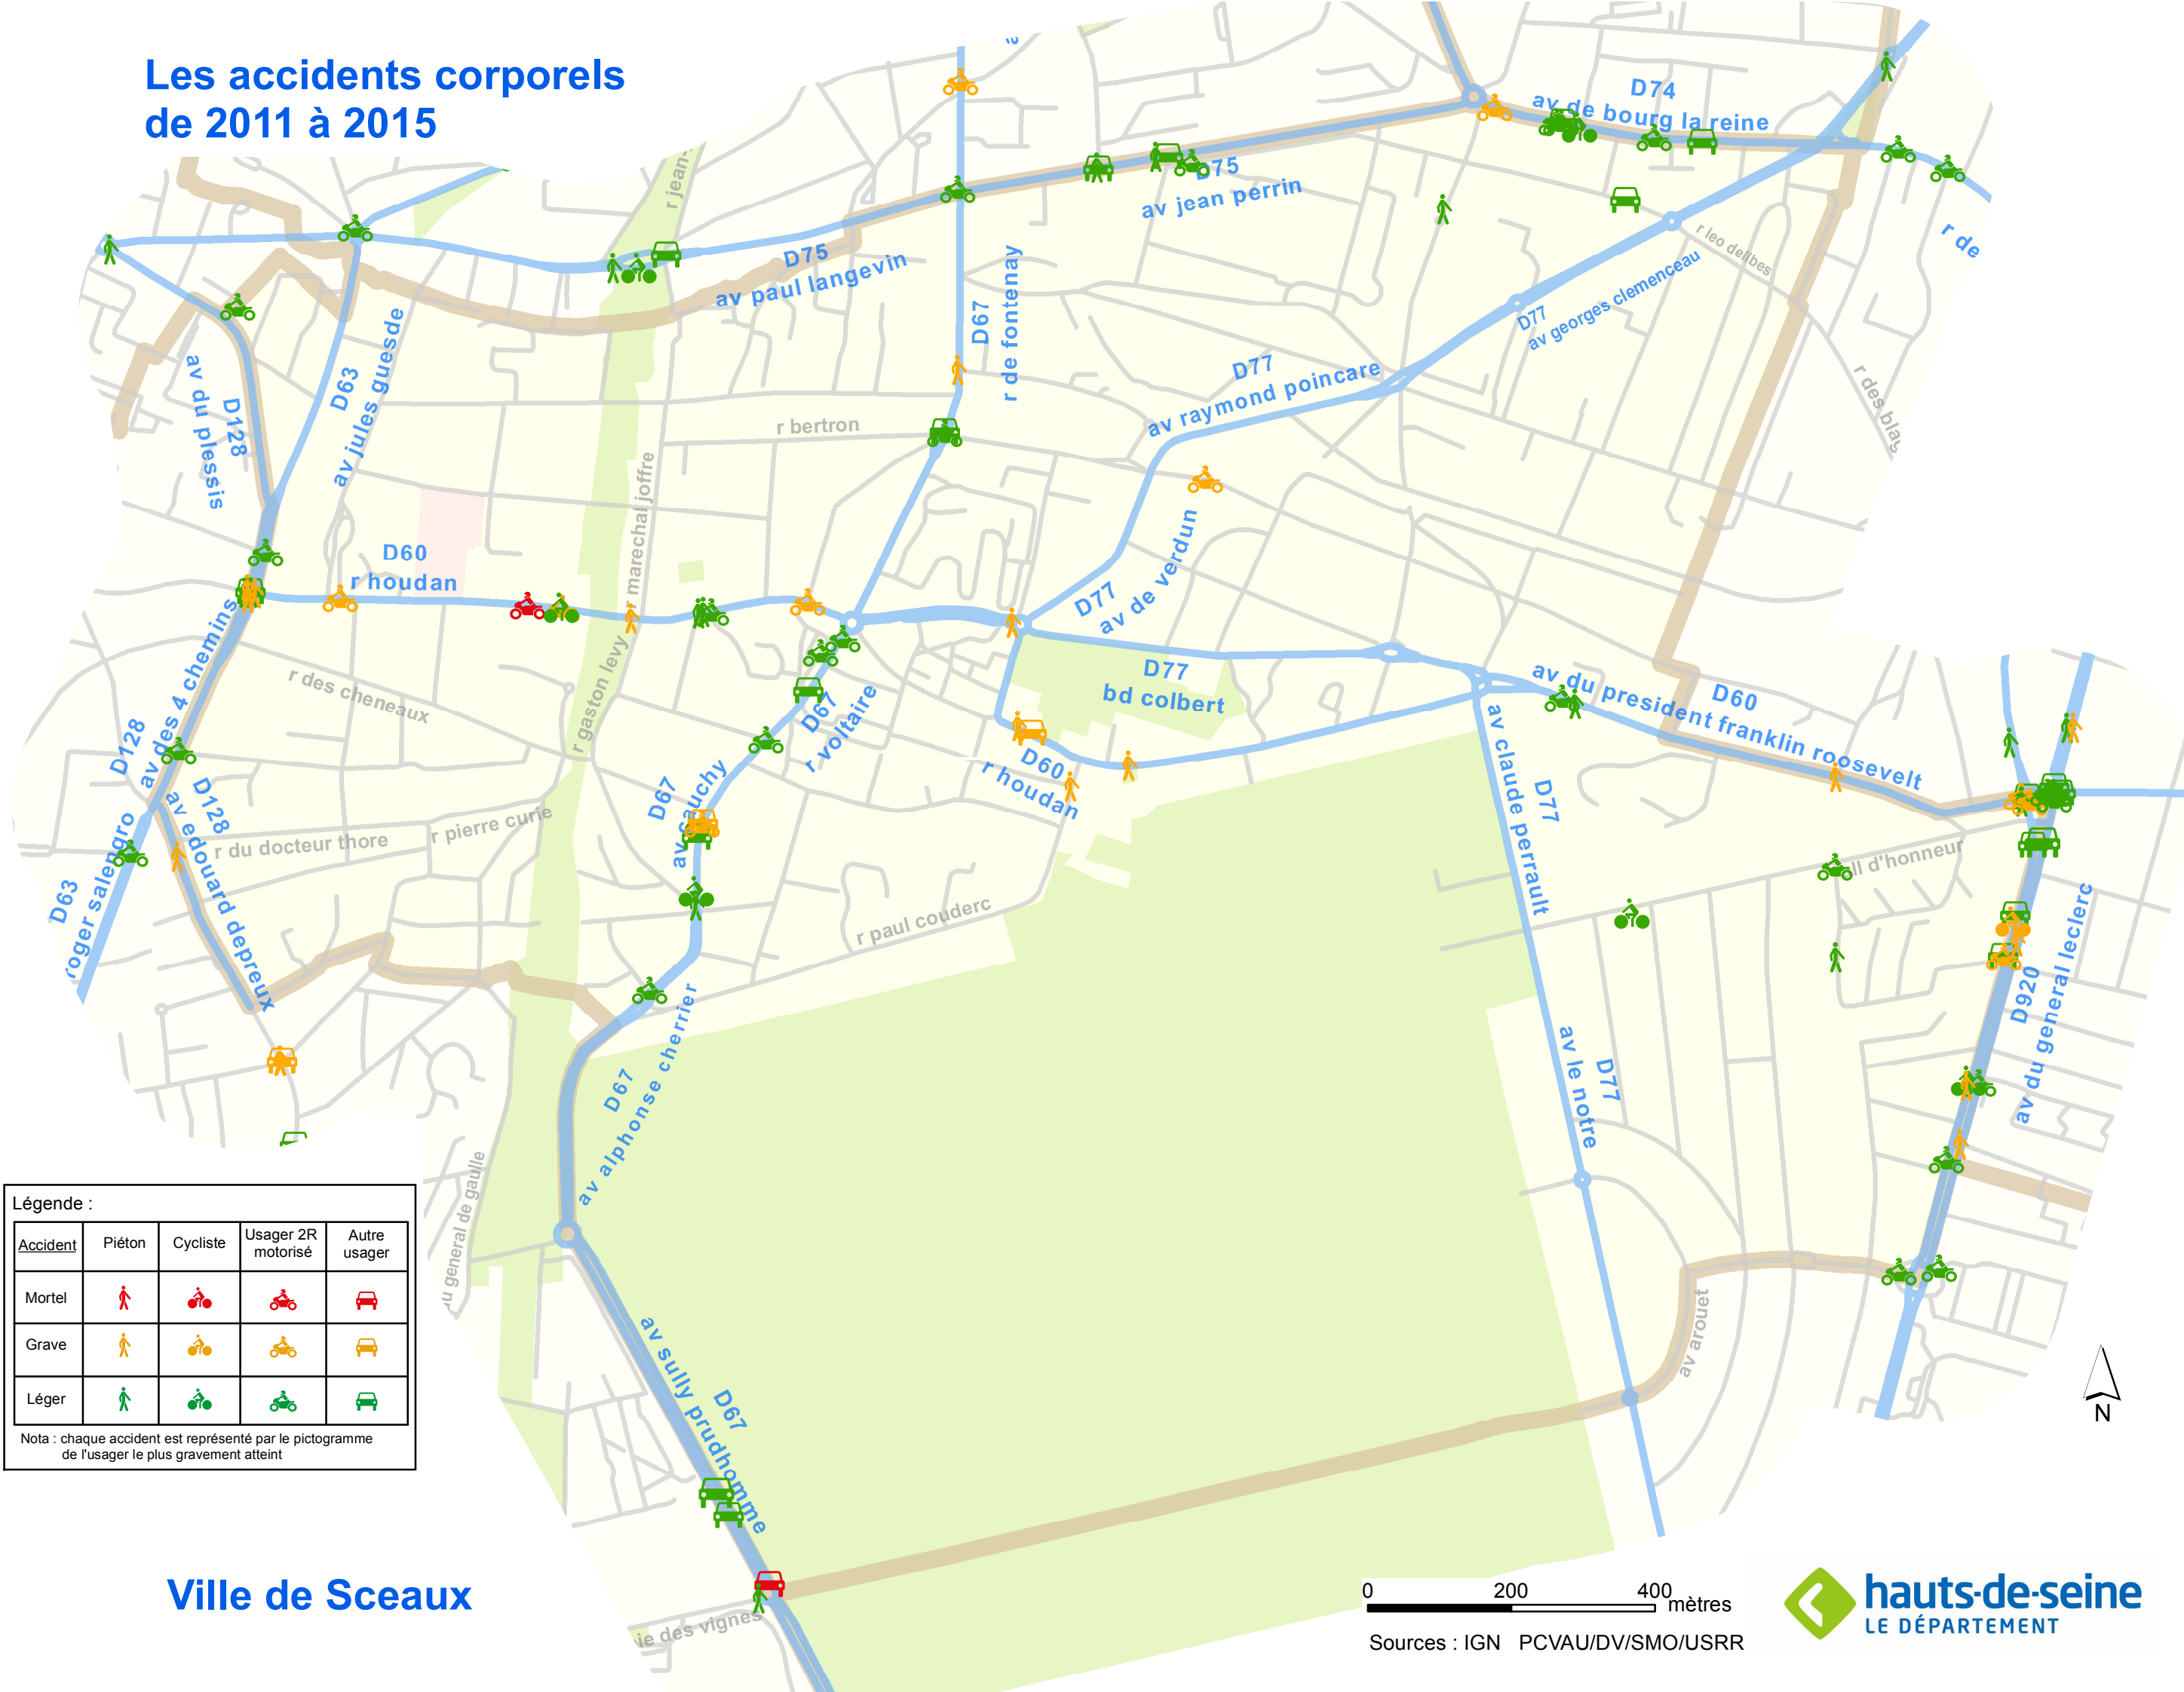 Les accidents corporels
de 2011 à 2015
D74
av de bourg la reine
r jean-
D75
av jean perrin
r de
r leo delibes
D75
av paul langevin
D67
r de fontenay
D77
av georges clemenceau
D63
av jules guesde
D77
av raymond poincare
r des blag
av du plessis
D128
r bertron
r marechal joffre
D60
r houdan
D77
av de verdun
D77
bd colbert
av du president franklin roosevelt
D60
r des cheneaux
r gaston levy
D128
av des 4 chemins
D67
r voltaire
D60
r houdan
av claude perrault
D77
D67
av cauchy
D128
av edouard depreux
r du docteur thore
r pierre curie
ll d'honneur
D63
roger salengro
r paul couderc
D920
av du general leclerc
D67
av alphonse cherrier
av le notre
D77
du general de gaulle
av arouet
av sully prudhomme
D67
ie des vignes
Légende :
Accident
Piéton
Cycliste
Usager 2R
motorisé
Autre
usager
Mortel
Grave
Léger
Nota : chaque accident est représenté par le pictogramme
de l'usager le plus gravement atteint
N
Ville de Sceaux
0 200 400
mètres
Sources : IGN PCVAU/DV/SMO/USRR
hauts-de-seine
LE DÉPARTEMENT